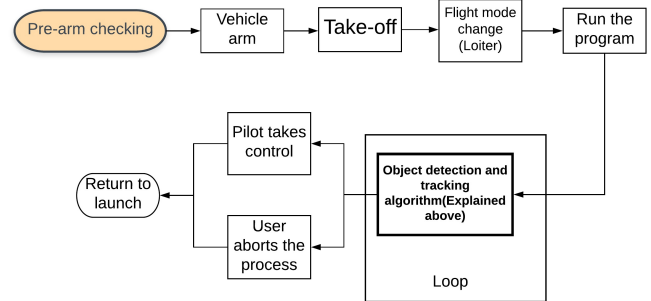 Pre-arm checking
Vehicle
arm
Take-off
Flight mode
change
(Loiter)
Run the
program
Pilot takes
control
Object detection and
tracking
algorithm(Explained
above)
Return to
launch
User
aborts the
process
Loop